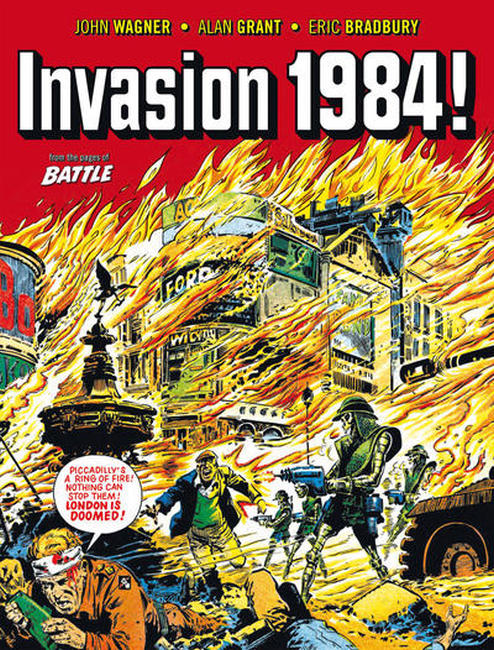 JOHN WAGNER • ALAN GRANT • ERIC BRADBURY
Invasion 1984!
from the pages of
BATTLE
FORD
Bo
PICCADILLY'S
A RING OF FIRE!
NOTHING CAN
STOP THEM!
LONDON IS
DOOMED!